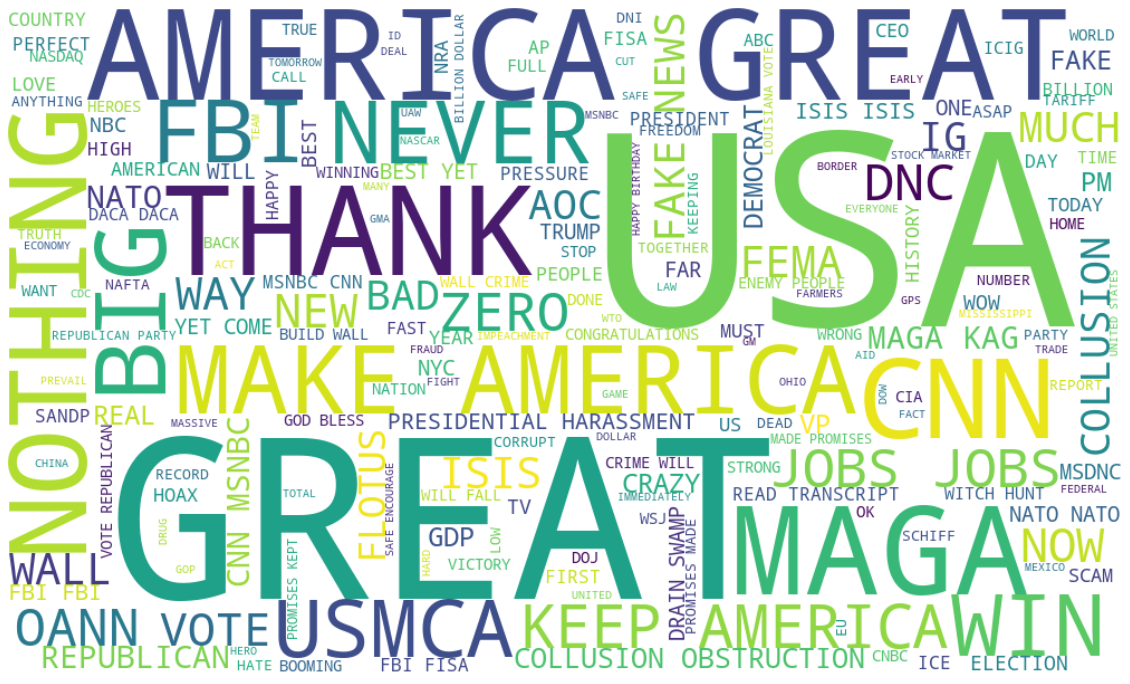 COUNTRY
AMERICA GREAT
TRUE
ID
DEAL
DNI
FISA
ABC
CEO
ICIG
WORLD
PERFECT
NASDAQ
TOMORROW
CALL
NRA
BILLION DOLLAR
AP
FULL
CUT
FAKE NEWS
LOUISIANA VOTE
EARLY
FAKE
LOVE
SAFE
BILLION
TARIFF
ANYTHING
HEROES
FBI
NEVER
UAW
TEAM
BEST
NASCAR
MSNBC
PRESIDENT
FREEDOM
ISIS ISIS
ONE
ASAP
MUCH
NBC
HIGH
IG
NOTHING
AMERICAN
WILL
WINNING
BEST YET
PRESSURE
HAPPY BIRTHDAY
KEEPING
DEMOCRAT
BORDER
STOCK MARKET
DAY
TIME
NATO
THANK
HAPPY
MANY
AOC
USA
DNC
PM
DACA DACA
GMA
TRUMP
EVERYONE
TODAY
TRUTH
ECONOMY
BIG
BACK
STOP
TOGETHER
HISTORY
HOME
ACT
PEOPLE
FAR
FEMA
WANT
CDC
NAFTA
WAY
MSNBC CNN
WALL CRIME
LAW
ENEMY PEOPLE
FARMERS
GPS
NUMBER
COLLUSION
UNITED STATES
NEW
BAD
ZERO
DONE
WOW
MISSISSIPPI
REPUBLICAN PARTY
YET COME
BUILD WALL
FAST
YEAR
IMPEACHMENT
WTO
CONGRATULATIONS
MUST
GM
WRONG
MAGA KAG
PARTY
TRADE
MAKE AMERICA
FRAUD
NYC
AID
CNN
PREVAIL
NATION
FIGHT
GAME
OHIO
DOW
REPORT
SANDP
REAL
MASSIVE
GOD BLESS
PRESIDENTIAL HARASSMENT
US
DEAD
VP
CIA
FACT
VOTE REPUBLICAN
CNN MSNBC
GREAT
FLOTUS
SAFE ENCOURAGE
CORRUPT
DOLLAR
MADE PROMISES
CHINA
RECORD
ISIS
CRIME WILL
STRONG
JOBS JOBS
MSDNC
HOAX
TOTAL
WILL FALL
TV
CRAZY
IMMEDIATELY
READ TRANSCRIPT
WITCH HUNT
FEDERAL
DRUG
WSJ
MAGA
OK
NATO NATO
GDP
LOW
SCHIFF
NOW
WALL
GOP
PROMISES KEPT
HARD
VICTORY
DOJ
FIRST
DRAIN SWAMP
PROMISES MADE
MEXICO
SCAM
FBI FBI
UNITED
OANN
VOTE
USMCA
KEEP AMERICA
EU
WIN
REPUBLICAN
HERO
HATE
BOOMING
FBI FISA
COLLUSION OBSTRUCTION
CNBC
ICE
ELECTION